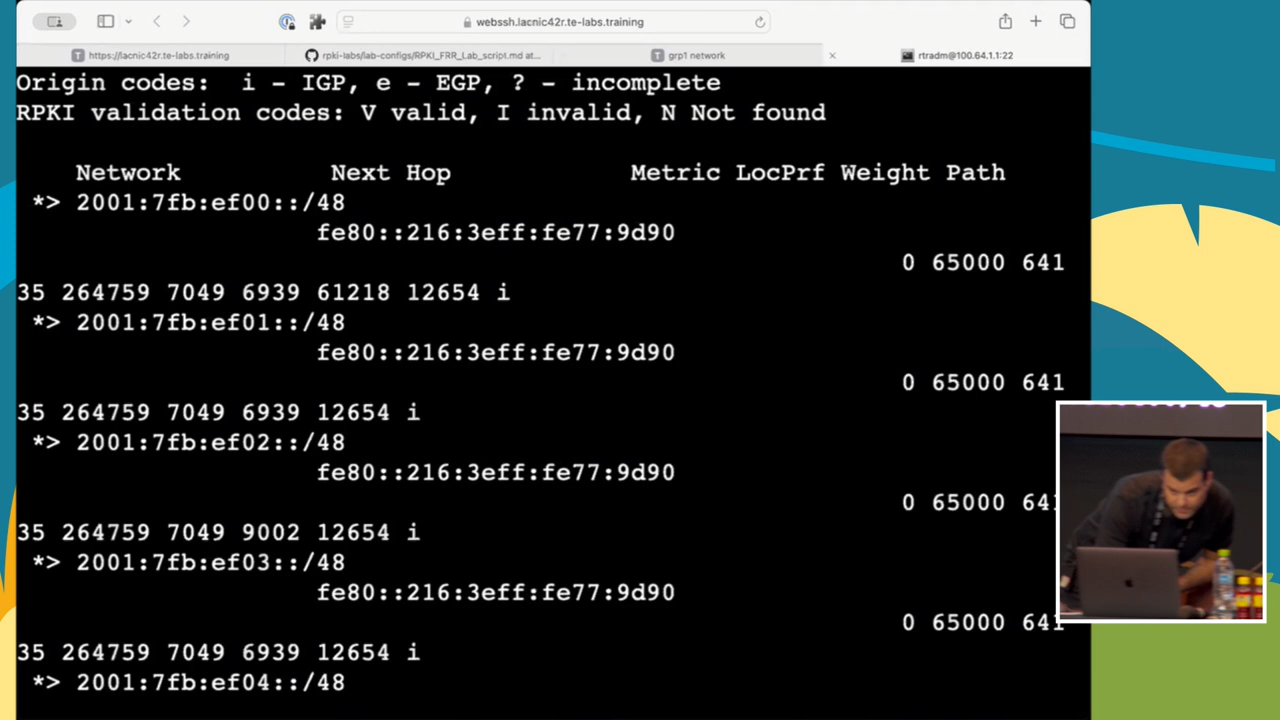 webssh.lacnic42r.te-labs.training
https://lacnic42r.te-labs.training
rpki-labs/lab-configs/RPKI_FRR_Lab_script.md at...
grp1 network
rtradm@100.64.1.1:22
Origin codes: i - IGP, e - EGP, ? - incomplete
RPKI validation codes: V valid, I invalid, N Not found
Network Next Hop Metric LocPrf Weight Path
*> 2001:7fb:ef00::/48
fe80::216:3eff:fe77:9d90
0 65000 641
35 264759 7049 6939 61218 12654 i
*> 2001:7fb:ef01::/48
fe80::216:3eff:fe77:9d90
0 65000 641
35 264759 7049 6939 12654 i
*> 2001:7fb:ef02::/48
fe80::216:3eff:fe77:9d90
0 65000 641
35 264759 7049 9002 12654 i
*> 2001:7fb:ef03::/48
fe80::216:3eff:fe77:9d90
0 65000 641
35 264759 7049 6939 12654 i
*> 2001:7fb:ef04::/48